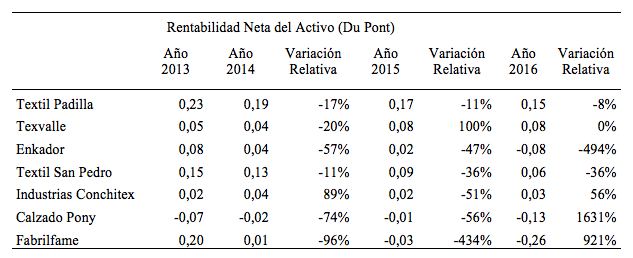 Rentabilidad Neta del Activo (Du Pont)
Año 2013 Año 2014 Variación Relativa Año 2015 Variación Relativa Año 2016 Variación Relativa
Textil Padilla 0,23 0,19 -17% 0,17 -11% 0,15 -8%
Texvalle 0,05 0,04 -20% 0,08 100% 0,08 0%
Enkador 0,08 0,04 -57% 0,02 -47% -0,08 -494%
Textil San Pedro 0,15 0,13 -11% 0,09 -36% 0,06 -36%
Industrias Conchitex 0,02 0,04 89% 0,02 -51% 0,03 56%
Calzado Pony -0,07 -0,02 -74% -0,01 -56% -0,13 1631%
Fabrilfame 0,20 0,01 -96% -0,03 -434% -0,26 921%